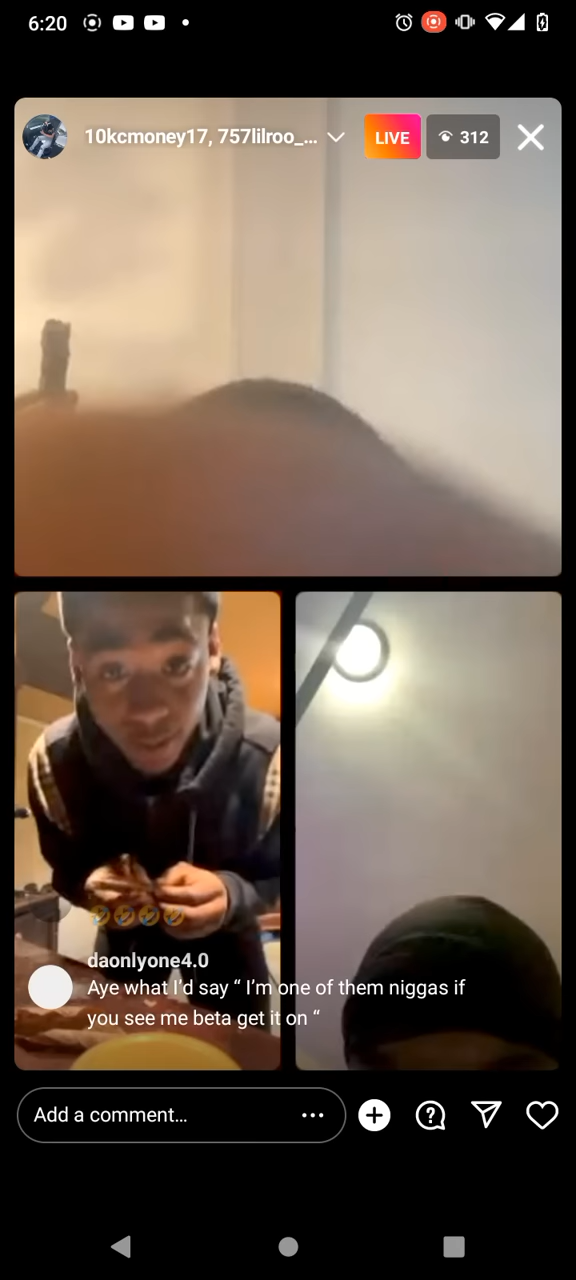 6:20
10kcmoney17, 757lilroo_...
LIVE
312
🤣🤣🤣🤣
daonlyone4.0
Aye what I’d say “ I’m one of them niggas if
you see me beta get it on “
Add a comment...